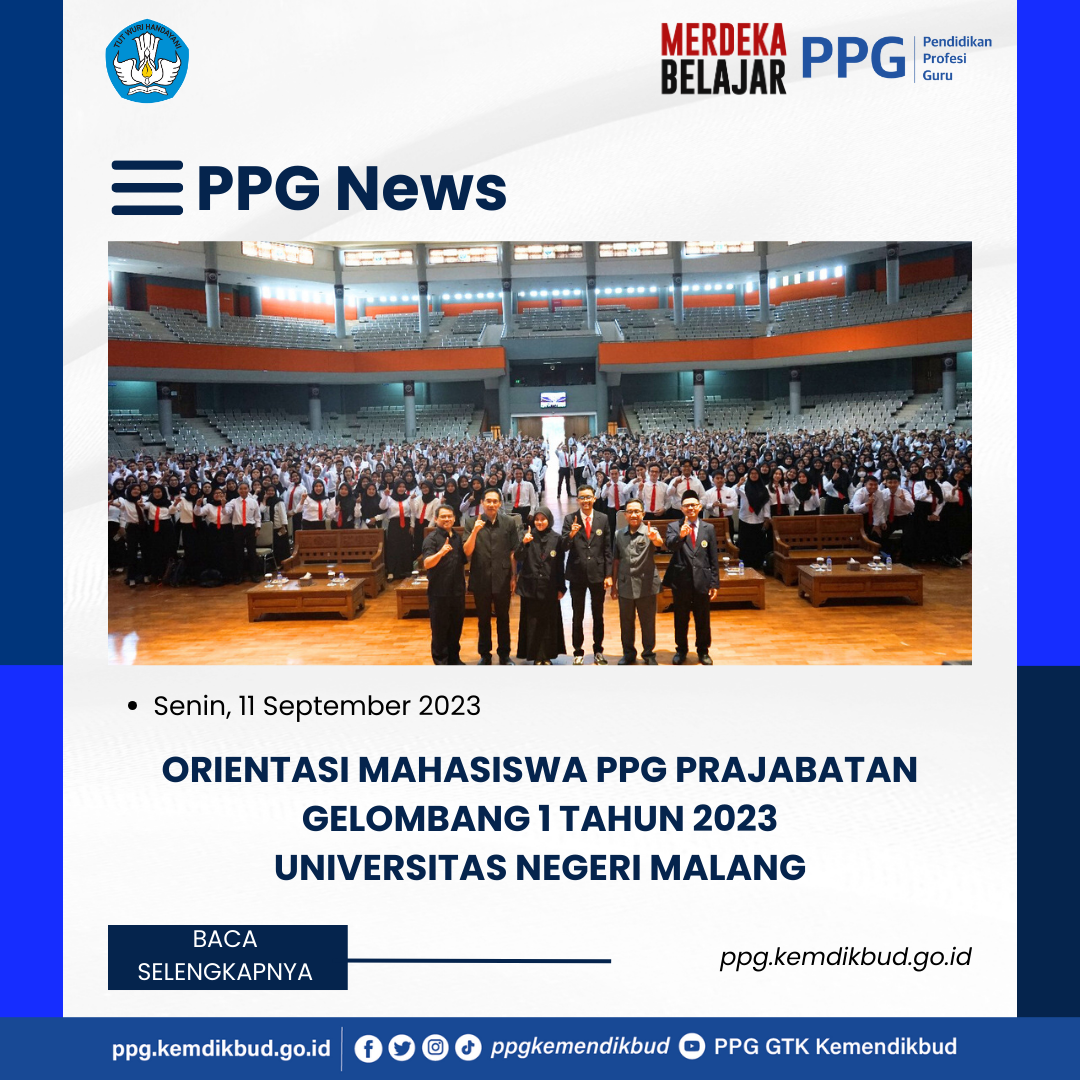 TUT WURI HANDAYANI
MERDEKA
BELAJAR
PPG
Pendidikan
Profesi
Guru
PPG News
Senin, 11 September 2023
ORIENTASI MAHASISWA PPG PRAJABATAN
GELOMBANG 1 TAHUN 2023
UNIVERSITAS NEGERI MALANG
BACA
SELENGKAPNYA
ppg.kemdikbud.go.id
ppg.kemdikbud.go.id
ppgkemendikbud
PPG GTK Kemendikbud